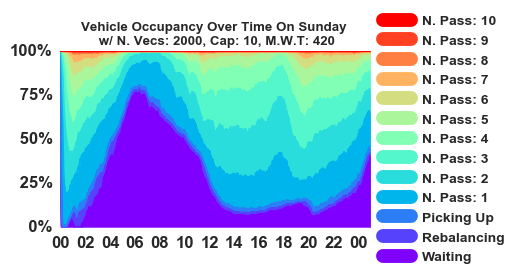 Vehicle Occupancy Over Time On Sunday
w/ N. Vecs: 2000, Cap: 10, M.W.T: 420
100%
75%
50%
25%
0%
00 02 04 06 08 10 12 14 16 18 20 22 00
N. Pass: 10
N. Pass: 9
N. Pass: 8
N. Pass: 7
N. Pass: 6
N. Pass: 5
N. Pass: 4
N. Pass: 3
N. Pass: 2
N. Pass: 1
Picking Up
Rebalancing
Waiting